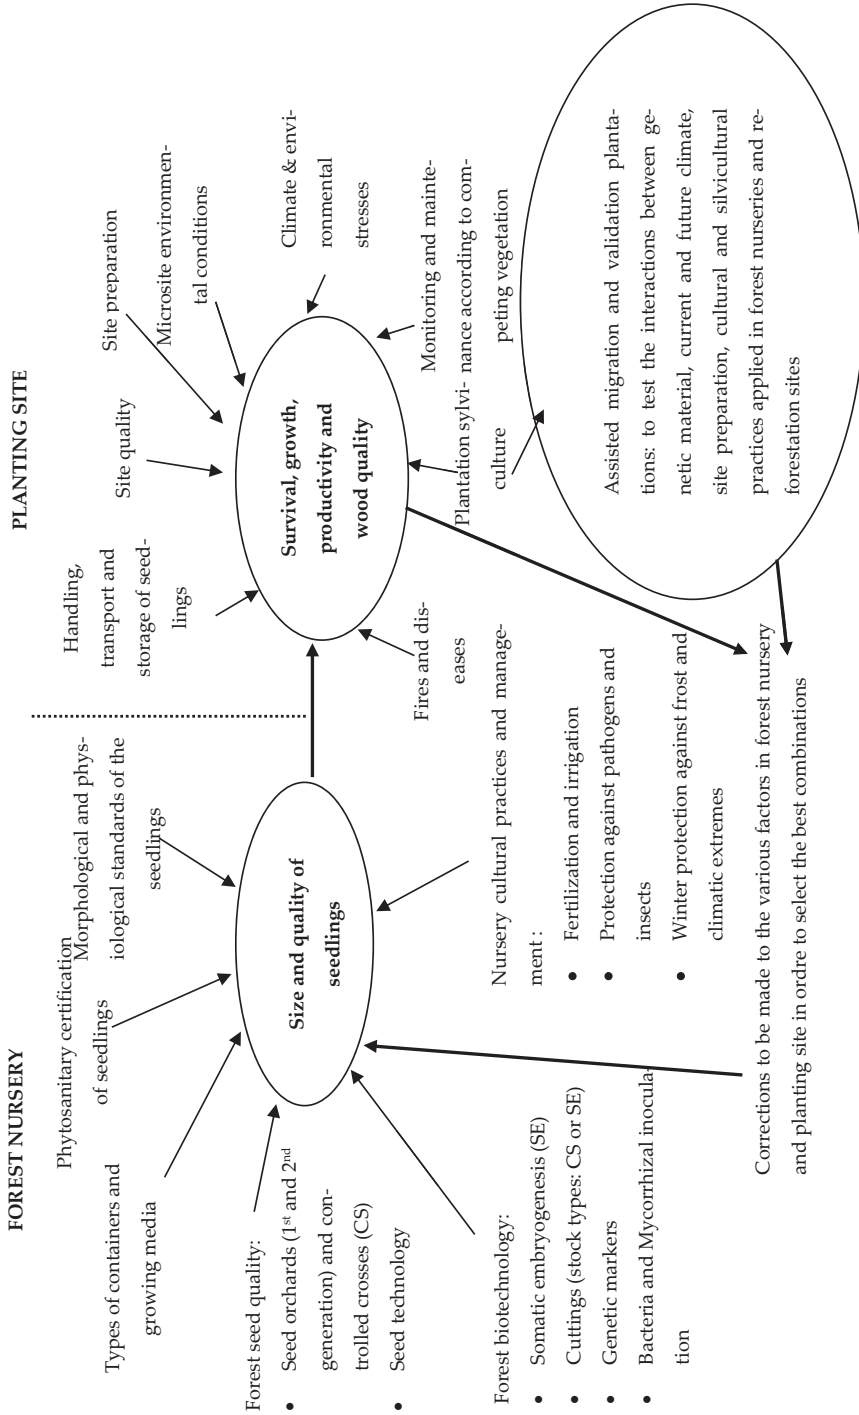 FOREST NURSERY
PLANTING SITE
Phytosanitary certification
of seedlings
Morphological and phys-
iological standards of the
seedlings
Types of containers and
growing media
Forest seed quality:
• Seed orchards (1st and 2nd
generation) and con-
trolled crosses (CS)
• Seed technology
Forest biotechnology:
• Somatic embryogenesis (SE)
• Cuttings (stock types: CS or SE)
• Genetic markers
• Bacteria and Mycorrhizal inocula-
tion
Size and quality of
seedlings
Nursery cultural practices and manage-
ment :
• Fertilization and irrigation
• Protection against pathogens and
insects
• Winter protection against frost and
climatic extremes
Handling,
transport and
storage of seed-
lings
Site quality
Site preparation
Microsite environmen-
tal conditions
Climate & envi-
ronmental
stresses
Survival, growth,
productivity and
wood quality
Fires and dis-
eases
Plantation sylvi-
culture
Monitoring and mainte-
nance according to com-
peting vegetation
Assisted migration and validation planta-
tions: to test the interactions between ge-
netic material, current and future climate,
site preparation, cultural and silvicultural
practices applied in forest nurseries and re-
forestation sites
Corrections to be made to the various factors in forest nursery
and planting site in ordre to select the best combinations